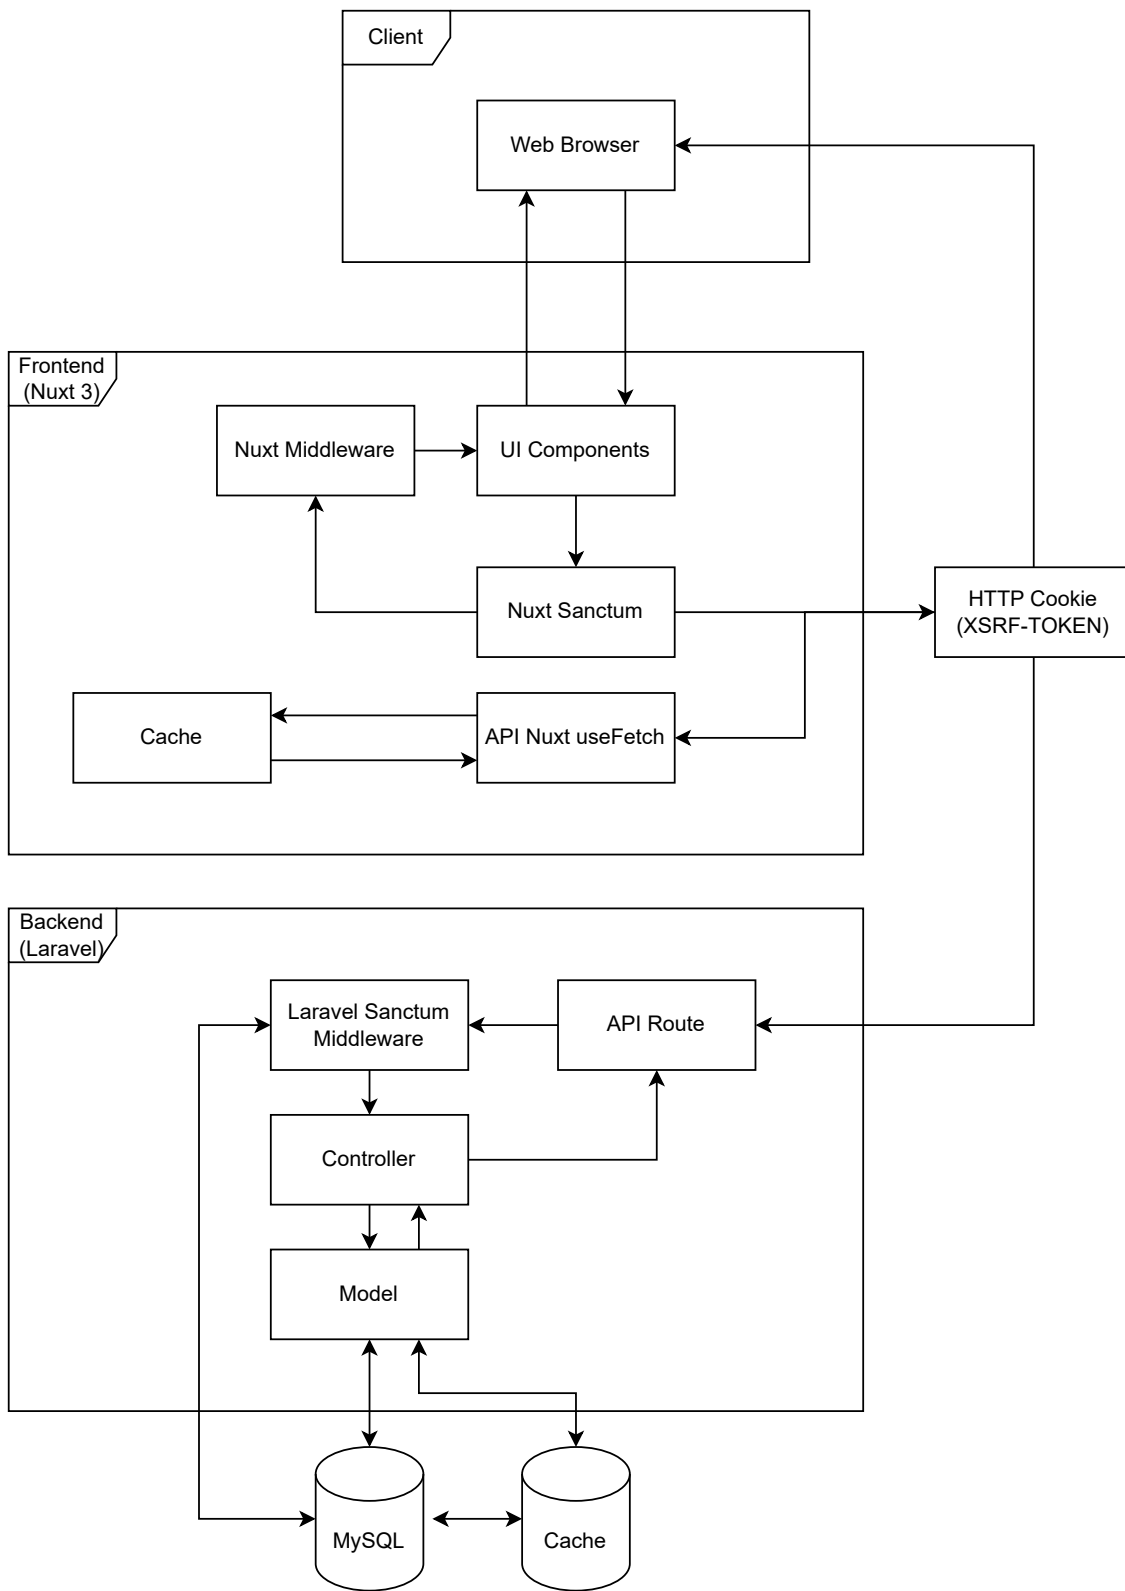 Client
Web Browser
Frontend
(Nuxt 3)
Nuxt Middleware
UI Components
Nuxt Sanctum
HTTP Cookie
(XSRF-TOKEN)
Cache
API Nuxt useFetch
Backend
(Laravel)
Laravel Sanctum
Middleware
API Route
Controller
Model
MySQL
Cache